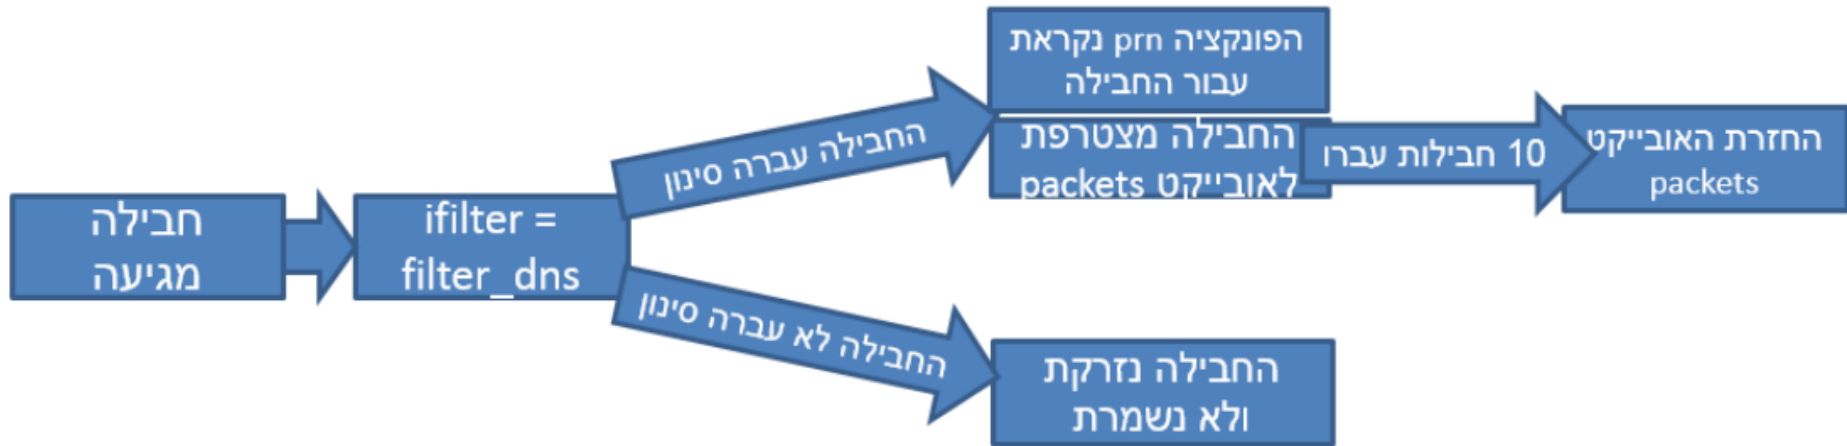 חבילה
מגיעה
ifilter =
filter_dns
החבילה עברה סינון
הפונקציה prn נקראת
עבור החבילה
החבילה מצטרפת
לאובייקט packets
10 חבילות עברו
החזרת האובייקט
packets
החבילה לא עברה סינון
החבילה נזרקת
ולא נשמרת